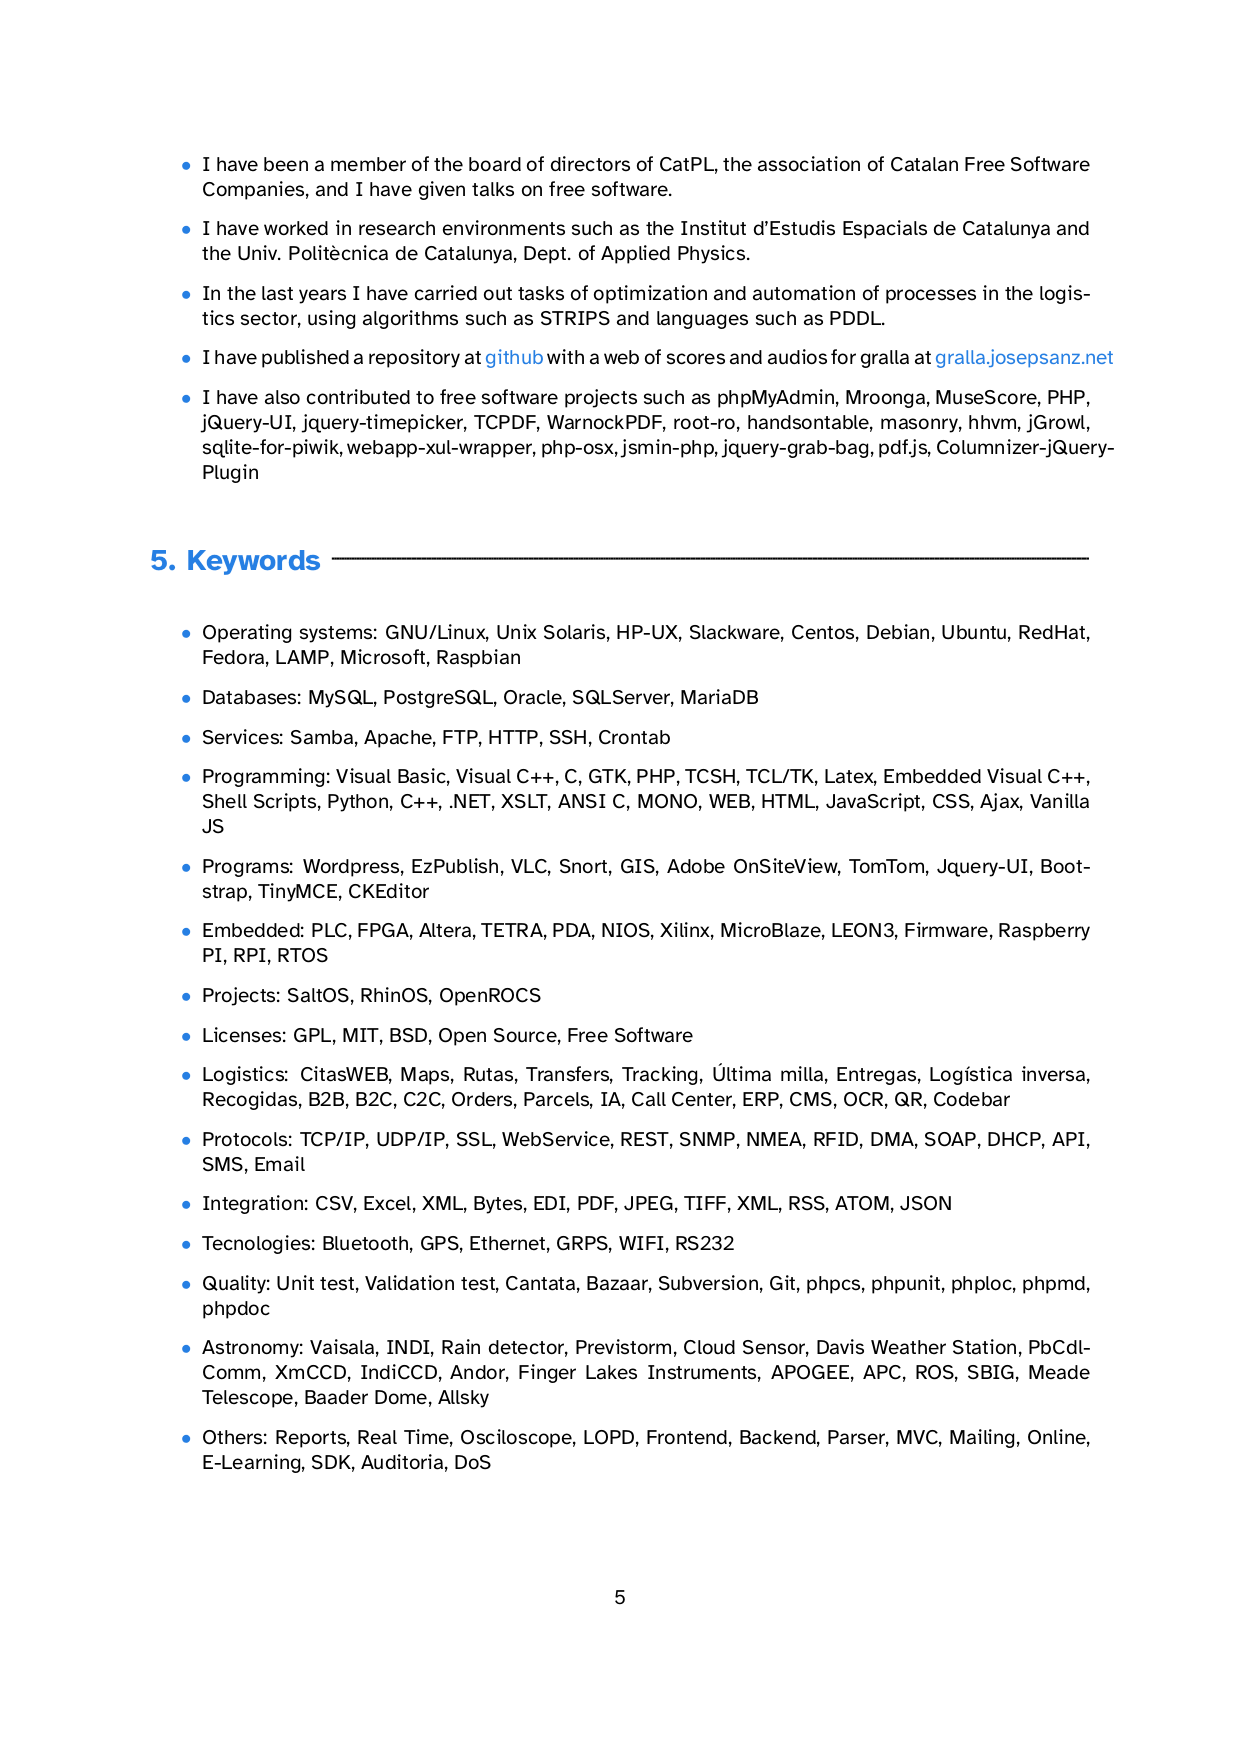 • I have been a member of the board of directors of CatPL, the association of Catalan Free Software
Companies, and I have given talks on free software.
• I have worked in research environments such as the Institut d'Estudis Espacials de Catalunya and
the Univ. Politècnica de Catalunya, Dept. of Applied Physics.
• In the last years I have carried out tasks of optimization and automation of processes in the logis-
tics sector, using algorithms such as STRIPS and languages such as PDDL.
• I have published a repository at github with a web of scores and audios for gralla at gralla.josepsanz.net
• I have also contributed to free software projects such as phpMyAdmin, Mroonga, MuseScore, PHP,
jQuery-UI, jquery-timepicker, TCPDF, WarnockPDF, root-ro, handsontable, masonry, hhvm, jGrowl,
sqlite-for-piwik, webapp-xul-wrapper, php-osx, jsmin-php, jquery-grab-bag, pdf.js, Columnizer-jQuery-
Plugin
5. Keywords
• Operating systems: GNU/Linux, Unix Solaris, HP-UX, Slackware, Centos, Debian, Ubuntu, RedHat,
Fedora, LAMP, Microsoft, Raspbian
• Databases: MySQL, PostgreSQL, Oracle, SQLServer, MariaDB
• Services: Samba, Apache, FTP, HTTP, SSH, Crontab
• Programming: Visual Basic, Visual C++, C, GTK, PHP, TCSH, TCL/TK, Latex, Embedded Visual C++,
Shell Scripts, Python, C++, .NET, XSLT, ANSI C, MONO, WEB, HTML, JavaScript, CSS, Ajax, Vanilla
JS
• Programs: Wordpress, EzPublish, VLC, Snort, GIS, Adobe OnSiteView, TomTom, Jquery-UI, Boot-
strap, TinyMCE, CKEditor
• Embedded: PLC, FPGA, Altera, TETRA, PDA, NIOS, Xilinx, MicroBlaze, LEON3, Firmware, Raspberry
PI, RPI, RTOS
• Projects: SaltOS, RhinOS, OpenROCS
• Licenses: GPL, MIT, BSD, Open Source, Free Software
• Logistics: CitasWEB, Maps, Rutas, Transfers, Tracking, Última milla, Entregas, Logística inversa,
Recogidas, B2B, B2C, C2C, Orders, Parcels, IA, Call Center, ERP, CMS, OCR, QR, Codebar
• Protocols: TCP/IP, UDP/IP, SSL, WebService, REST, SNMP, NMEA, RFID, DMA, SOAP, DHCP, API,
SMS, Email
• Integration: CSV, Excel, XML, Bytes, EDI, PDF, JPEG, TIFF, XML, RSS, ATOM, JSON
• Tecnologies: Bluetooth, GPS, Ethernet, GRPS, WIFI, RS232
• Quality: Unit test, Validation test, Cantata, Bazaar, Subversion, Git, phpcs, phpunit, phploc, phpmd,
phpdoc
• Astronomy: Vaisala, INDI, Rain detector, Previstorm, Cloud Sensor, Davis Weather Station, PbCdl-
Comm, XmCCD, IndiCCD, Andor, Finger Lakes Instruments, APOGEE, APC, ROS, SBIG, Meade
Telescope, Baader Dome, Allsky
• Others: Reports, Real Time, Osciloscope, LOPD, Frontend, Backend, Parser, MVC, Mailing, Online,
E-Learning, SDK, Auditoria, DoS
5